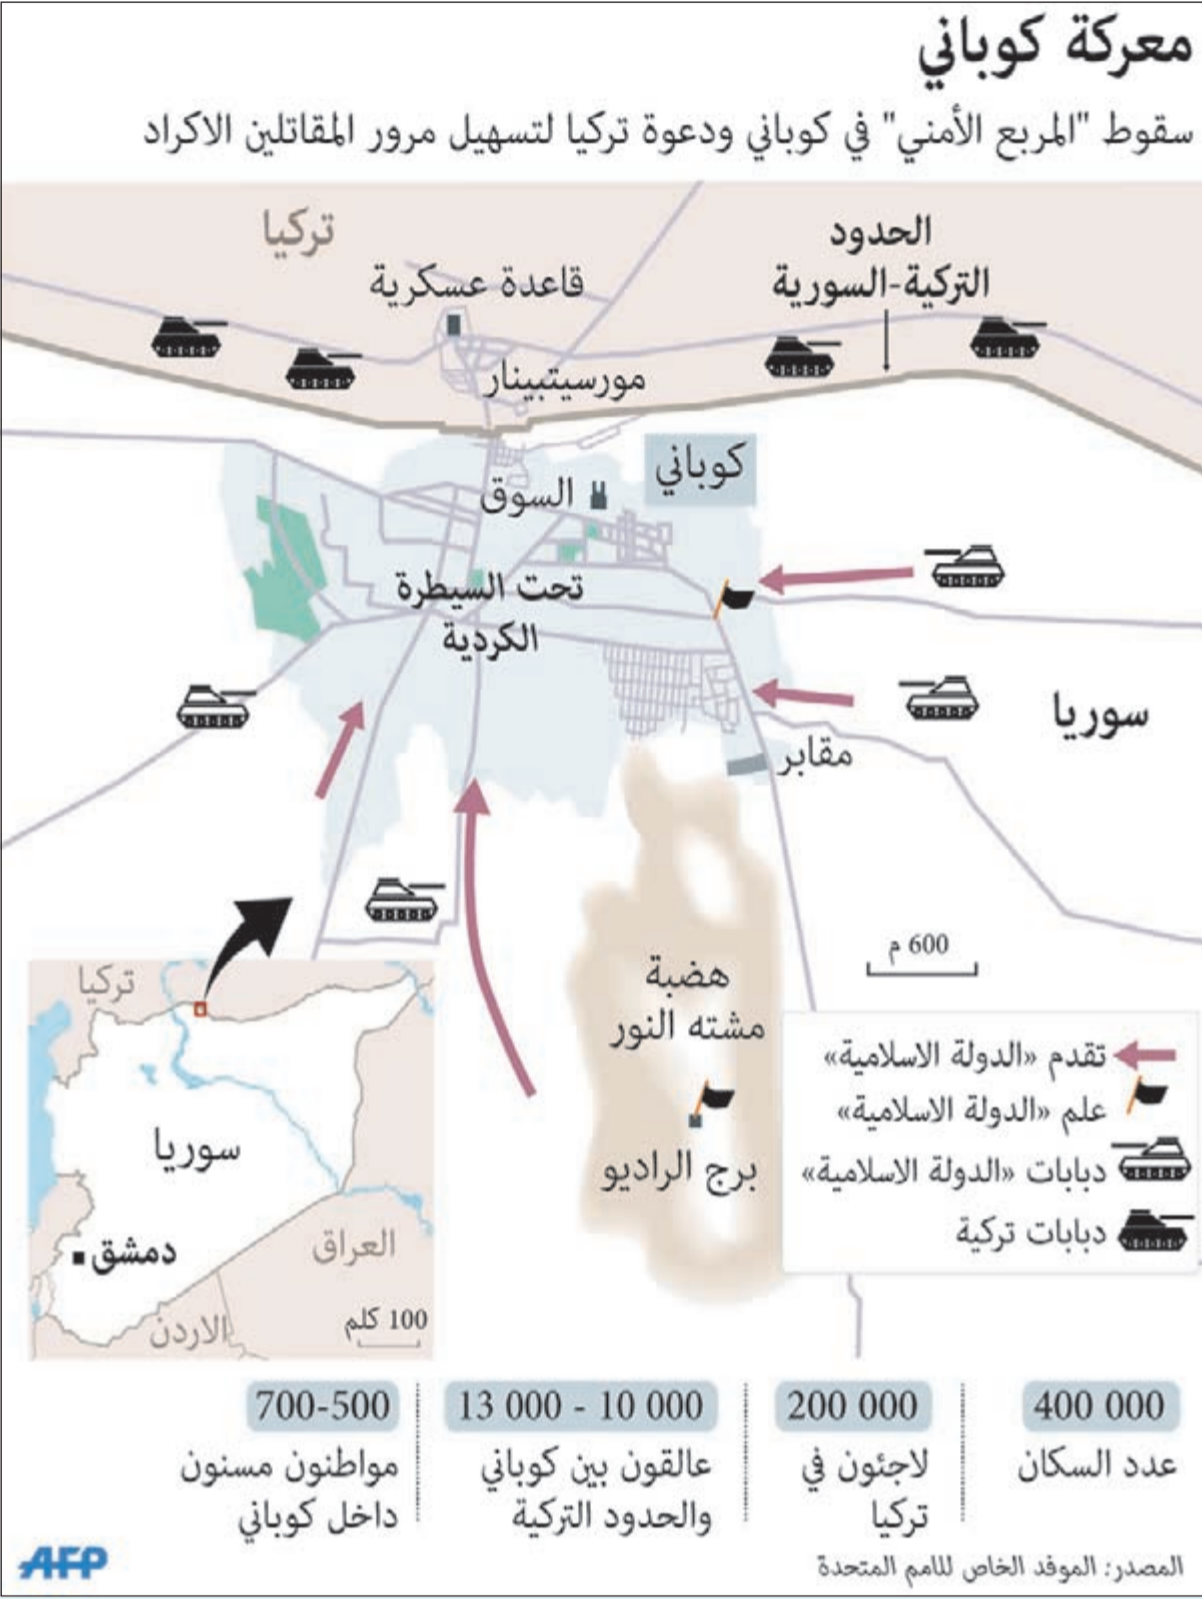 معركة كوباني
سقوط "المربع الأمني" في كوباني ودعوة تركيا لتسهيل مرور المقاتلين الاكراد
تركيا
الحدود
التركية-السورية
قاعدة عسكرية
مورسيتبينار
كوباني
السوق
تحت السيطرة
الكردية
سوريا
مقابر
600 م
هضبة
مشته النور
برج الراديو
تقدم «الدولة الاسلامية»
علم «الدولة الاسلامية»
دبابات «الدولة الاسلامية»
دبابات تركية
تركيا
سوريا
دمشق
العراق
الاردن
100 كلم
400 000
عدد السكان
200 000
لاجئون في
تركيا
13 000 - 10 000
عالقون بين كوباني
والحدود التركية
700-500
مواطنون مسنون
داخل كوباني
المصدر: الموفد الخاص للامم المتحدة
AFP